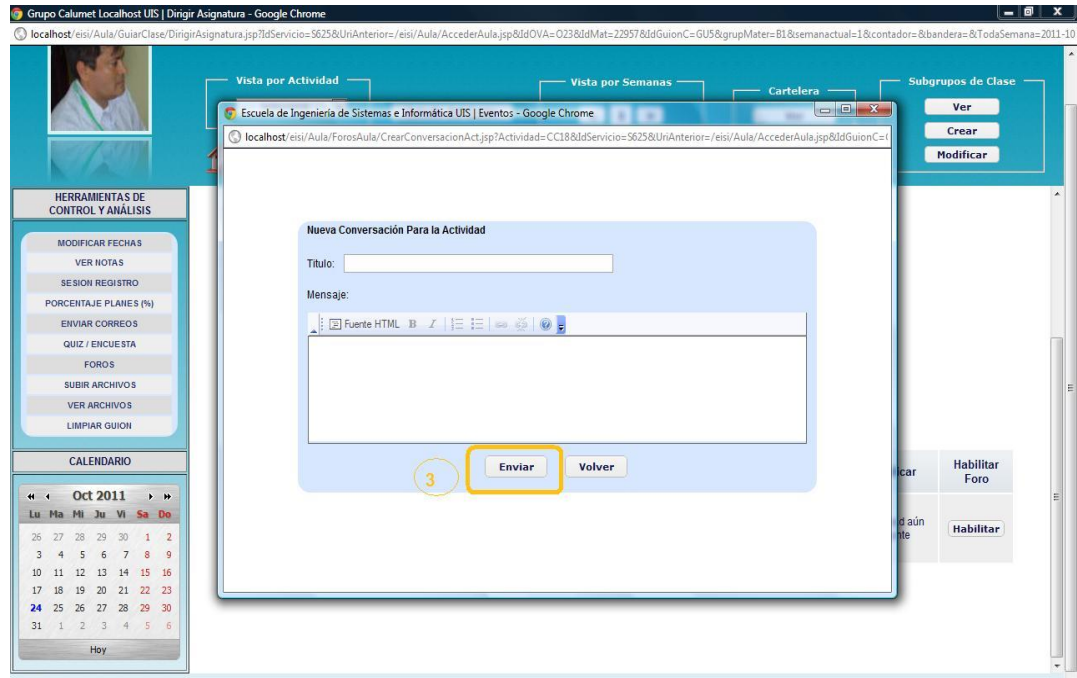 Grupo Calumet Localhost UIS | Dirigir Asignatura - Google Chrome
localhost/eisi/Aula/GuiarClase/DirigirAsignatura.jsp?IdServicio=S625&UriAnterior=/eisi/Aula/AccederAula.jsp&IdOVA=O23&IdMat=22957&IdGuionC=GU5&grupMater=B1&semanactual=1&contador=&bandera=&TodaSemana=2011-10
Vista por Actividad
Vista por Semanas
Cartelera
Subgrupos de Clase
Ver
Crear
Modificar
Escuela de Ingeniería de Sistemas e Informática UIS | Eventos - Google Chrome
localhost/eisi/Aula/ForosAula/CrearConversacionAct.jsp?Actividad=CC18&IdServicio=S625&UriAnterior=/eisi/Aula/AccederAula.jsp&IdGuionC=(
Nueva Conversación Para la Actividad
Titulo:
Mensaje:
Fuente HTML B I
3
Enviar Volver
HERRAMIENTAS DE
CONTROL Y ANÁLISIS
MODIFICAR FECHAS
VER NOTAS
SESION REGISTRO
PORCENTAJE PLANES (%)
ENVIAR CORREOS
QUIZ / ENCUESTA
FOROS
SUBIR ARCHIVOS
VER ARCHIVOS
LIMPIAR GUION
CALENDARIO
Oct 2011
Lu Ma Mi Ju Vi Sa Do
26 27 28 29 30 1 2
3 4 5 6 7 8 9
10 11 12 13 14 15 16
17 18 19 20 21 22 23
24 25 26 27 28 29 30
31 1 2 3 4 5 6
Hoy
icar
Habilitar
Foro
d aún
nte
Habilitar